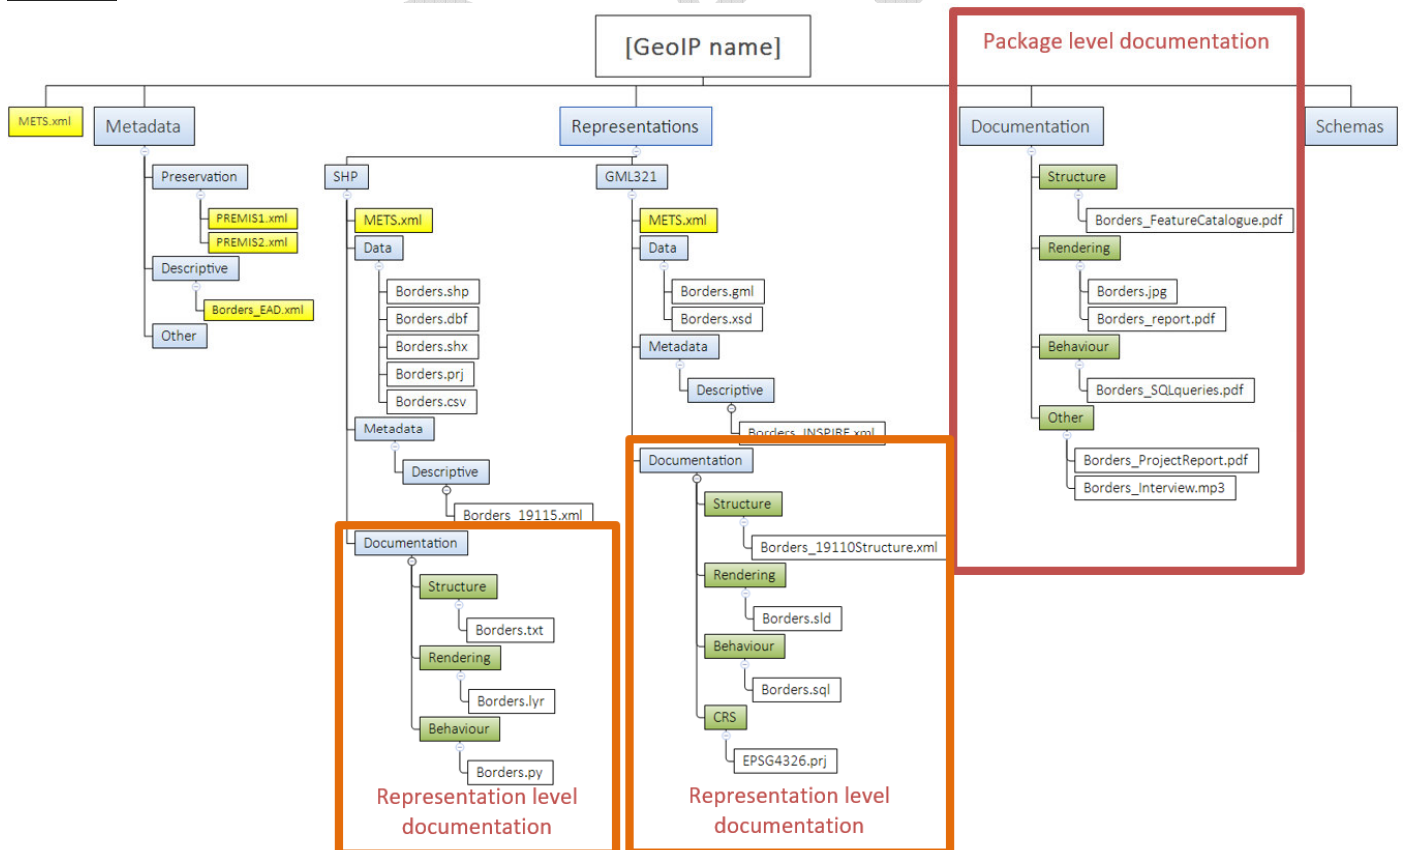 [GeoIP name]
Package level documentation
METS.xml
Metadata
Representations
Documentation
Schemas
Preservation
PREMIS1.xml
PREMIS2.xml
Descriptive
Borders_EAD.xml
Other
SHP
METS.xml
Data
Borders.shp
Borders.dbf
Borders.shx
Borders.prj
Borders.csv
Metadata
Descriptive
Borders_19115.xml
Documentation
Structure
Borders.txt
Rendering
Borders.lyr
Behaviour
Borders.py
Representation level
documentation
GML321
METS.xml
Data
Borders.gml
Borders.xsd
Metadata
Descriptive
Borders_INSPIRE.xml
Documentation
Structure
Borders_19110Structure.xml
Rendering
Borders.sld
Behaviour
Borders.sql
CRS
EPSG4326.prj
Representation level
documentation
Structure
Borders_FeatureCatalogue.pdf
Rendering
Borders.jpg
Borders_report.pdf
Behaviour
Borders_SQLqueries.pdf
Other
Borders_ProjectReport.pdf
Borders_Interview.mp3